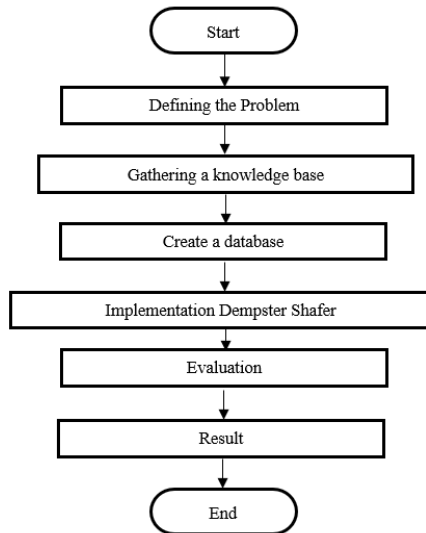 Start
Defining the Problem
Gathering a knowledge base
Create a database
Implementation Dempster Shafer
Evaluation
Result
End